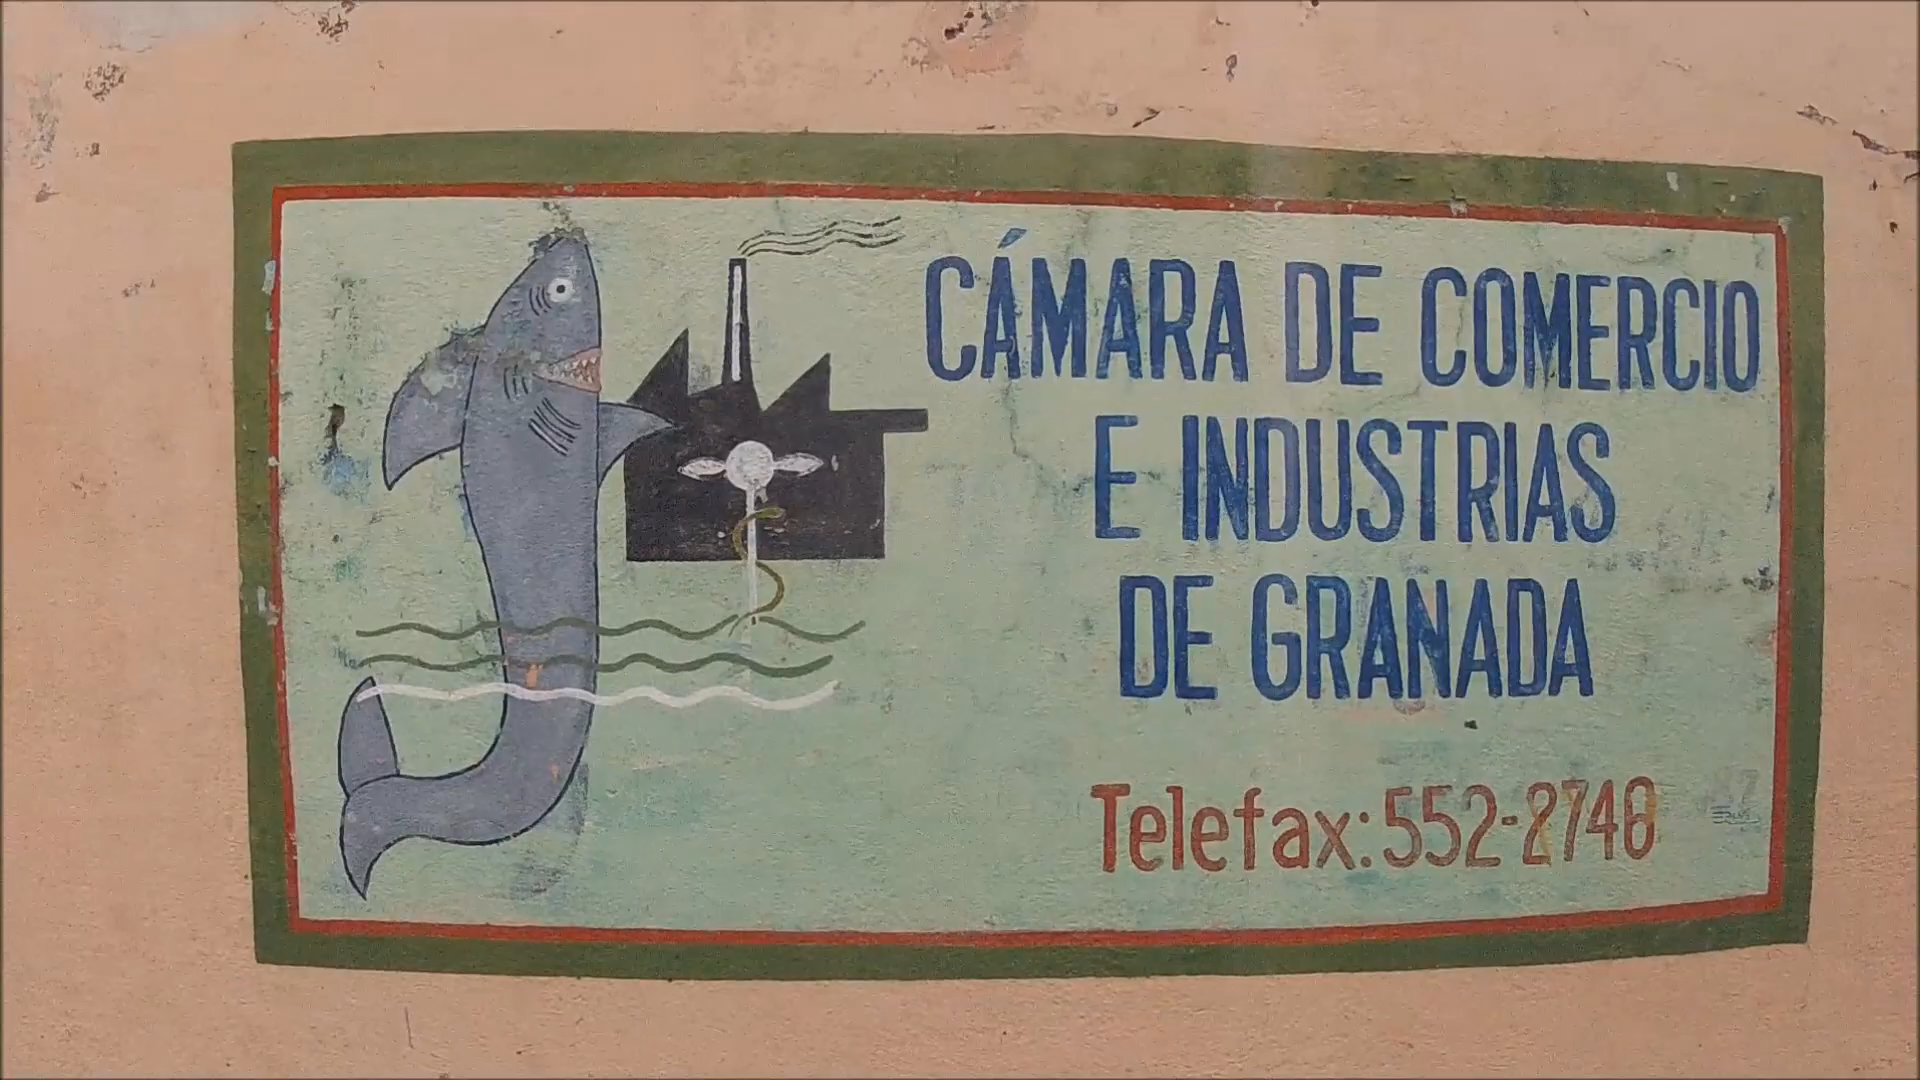 CÁMARA DE COMERCIO
E INDUSTRIAS
DE GRANADA
Telefax: 552-2748